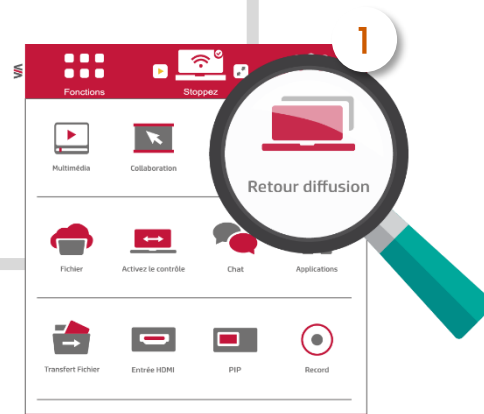 1
Fonctions
Stoppez
Retour diffusion
Multimédia
Collaboration
Fichier
Activez le contrôle
Chat
Applications
Transfert Fichier
Entrée HDMI
PIP
Record